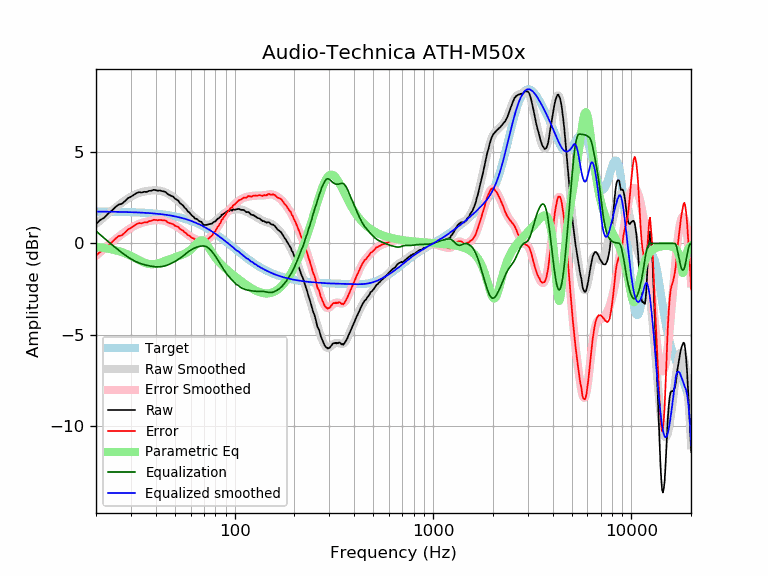 Audio-Technica ATH-M50x
Amplitude (dBr)
5
0
−5
−10
Target
Raw Smoothed
Error Smoothed
Raw
Error
Parametric Eq
Equalization
Equalized smoothed
100
1000
10000
Frequency (Hz)